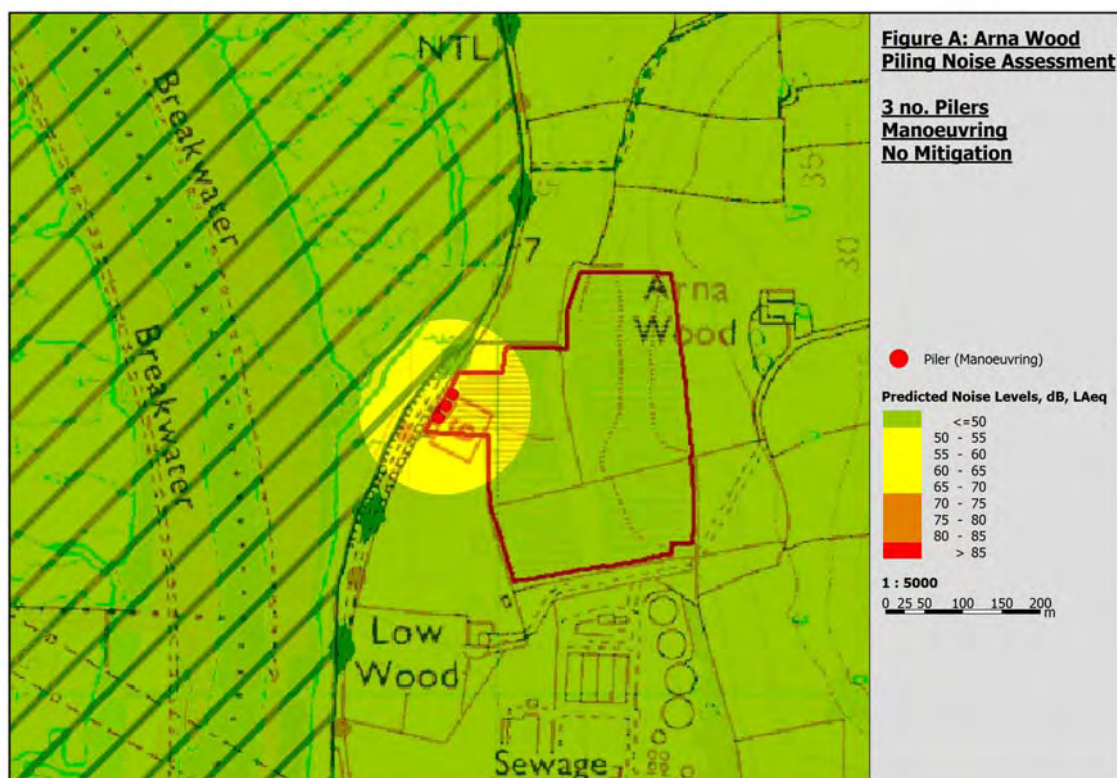 NTL
Breakwater
Breakwater
7
35
30
Arna
Wood
Low
Wood
Sewage
Figure A: Arna Wood
Piling Noise Assessment
3 no. Pilers
Manoeuvring
No Mitigation
Piler (Manoeuvring)
Predicted Noise Levels, dB, LAeq
<=50
50 - 55
55 - 60
60 - 65
65 - 70
70 - 75
75 - 80
80 - 85
> 85
1 : 5000
0 25 50 100 150 200
m